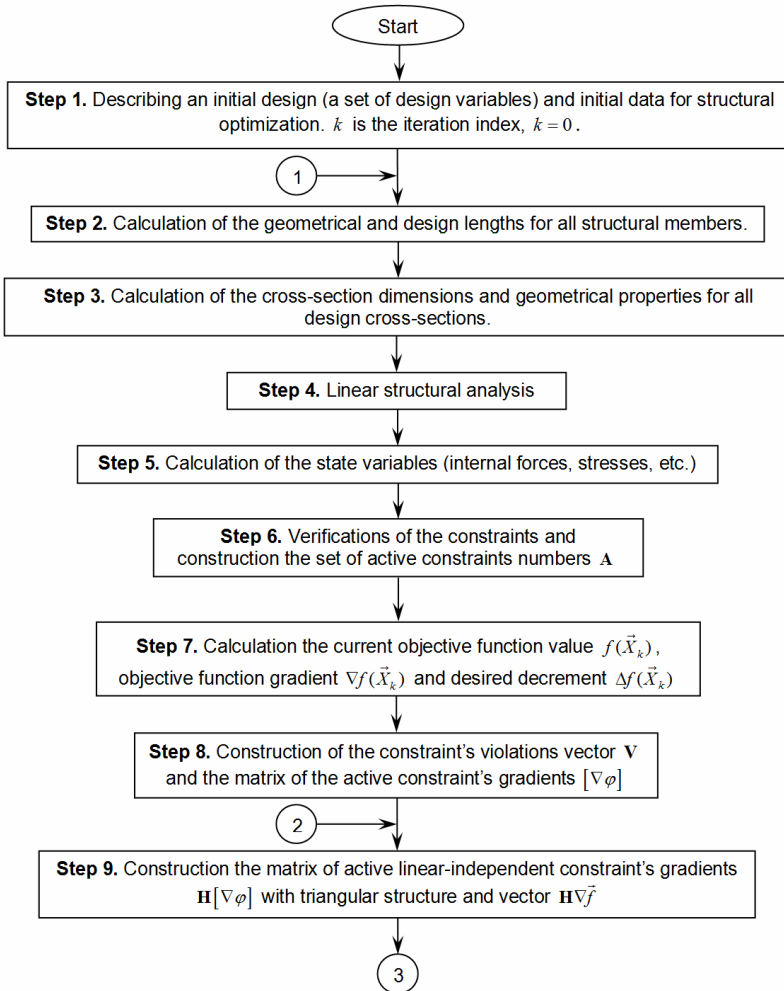 Start
Step 1. Describing an initial design (a set of design variables) and initial data for structural
optimization. k is the iteration index, k = 0 .
1
Step 2. Calculation of the geometrical and design lengths for all structural members.
Step 3. Calculation of the cross-section dimensions and geometrical properties for all
design cross-sections.
Step 4. Linear structural analysis
Step 5. Calculation of the state variables (internal forces, stresses, etc.)
Step 6. Verifications of the constraints and
construction the set of active constraints numbers A
Step 7. Calculation the current objective function value f(X⃗ₖ) ,
objective function gradient ∇f(X⃗ₖ) and desired decrement Δf(X⃗ₖ)
Step 8. Construction of the constraint’s violations vector V
and the matrix of the active constraint’s gradients [∇φ]
2
Step 9. Construction the matrix of active linear-independent constraint’s gradients
H[∇φ] with triangular structure and vector H∇f⃗
3